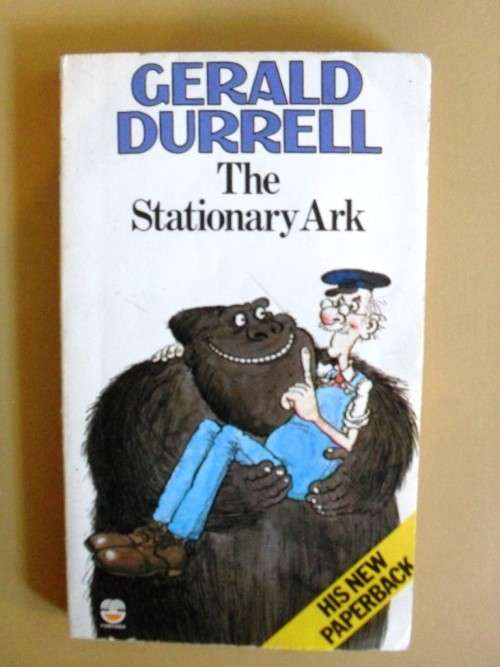 GERALD
DURRELL
The
Stationary Ark
HIS NEW
PAPERBACK